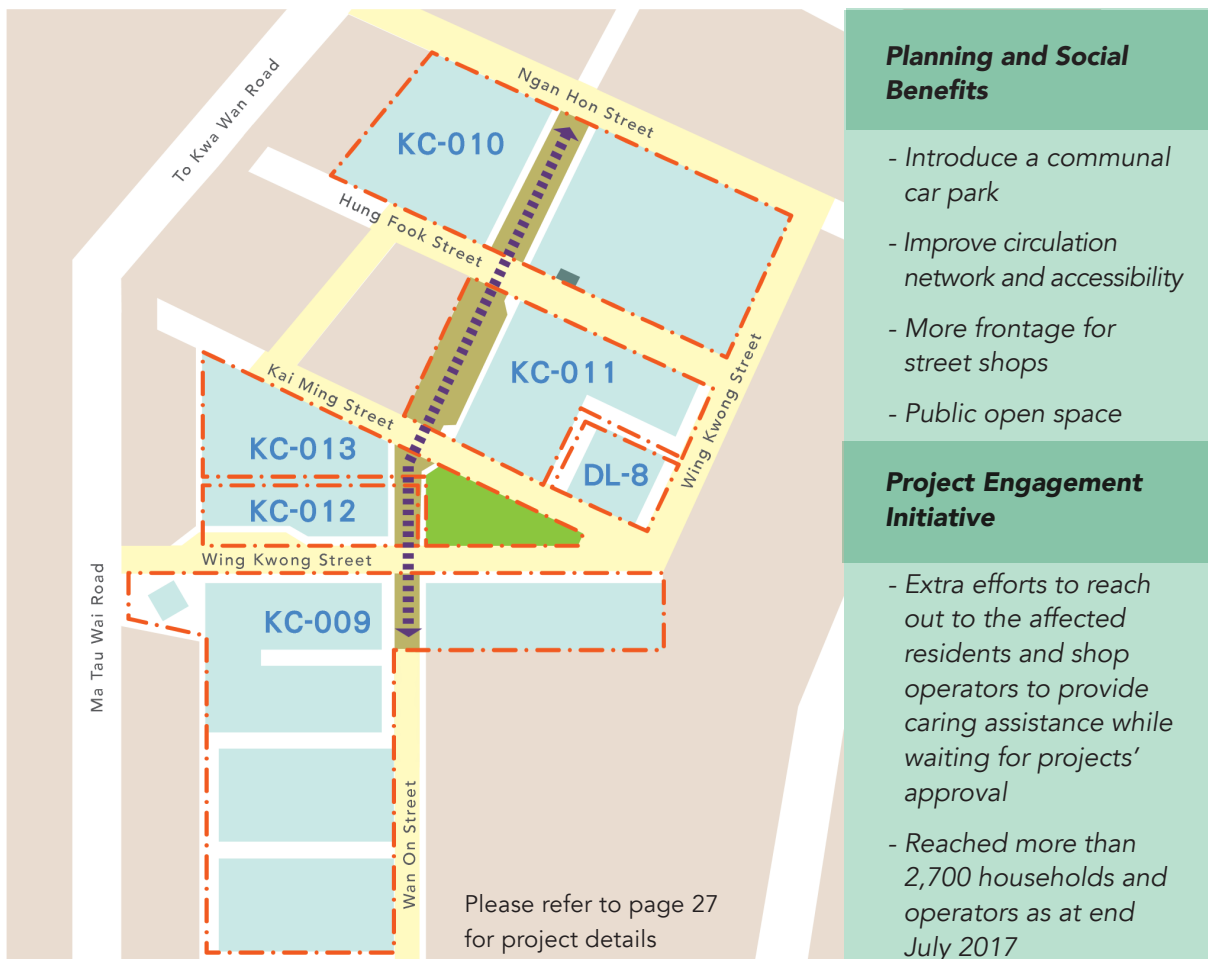 Ngan Hon Street
To Kwa Wan Road
KC-010
Hung Fook Street
KC-011
Kai Ming Street
Wing Kwong Street
KC-013
DL-8
KC-012
Wing Kwong Street
Ma Tau Wai Road
KC-009
Wan On Street
Please refer to page 27
for project details
Planning and Social
Benefits
- Introduce a communal
car park
- Improve circulation
network and accessibility
- More frontage for
street shops
- Public open space
Project Engagement
Initiative
- Extra efforts to reach
out to the affected
residents and shop
operators to provide
caring assistance while
waiting for projects’
approval
- Reached more than
2,700 households and
operators as at end
July 2017